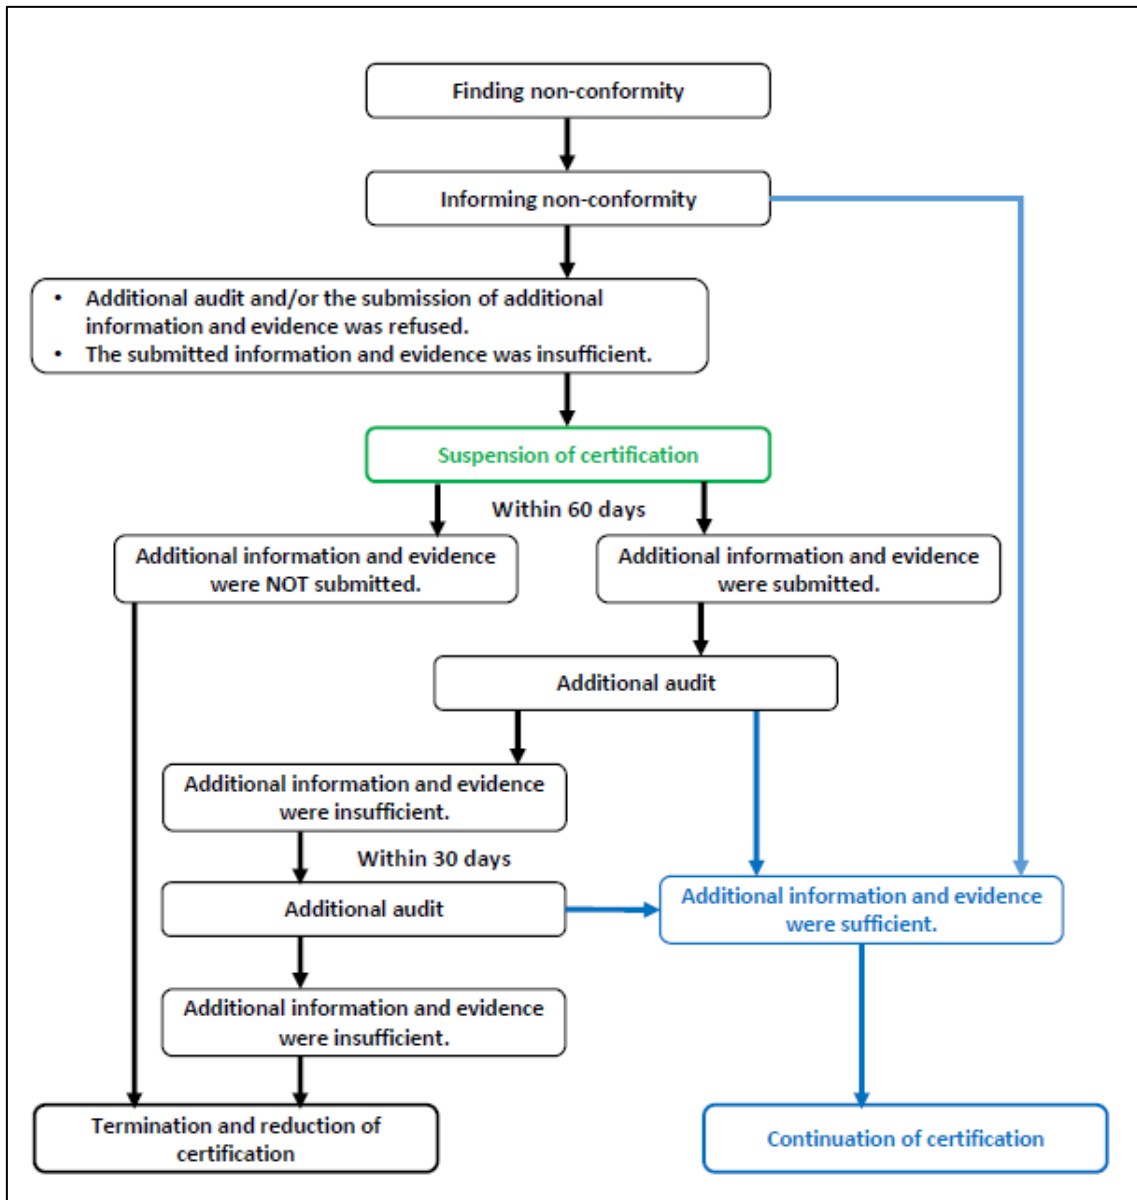 Finding non-conformity
Informing non-conformity
• Additional audit and/or the submission of additional
information and evidence was refused.
• The submitted information and evidence was insufficient.
Suspension of certification
Within 60 days
Additional information and evidence
were NOT submitted.
Additional information and evidence
were submitted.
Additional audit
Additional information and evidence
were insufficient.
Within 30 days
Additional audit
Additional information and evidence
were sufficient.
Additional information and evidence
were insufficient.
Termination and reduction of
certification
Continuation of certification